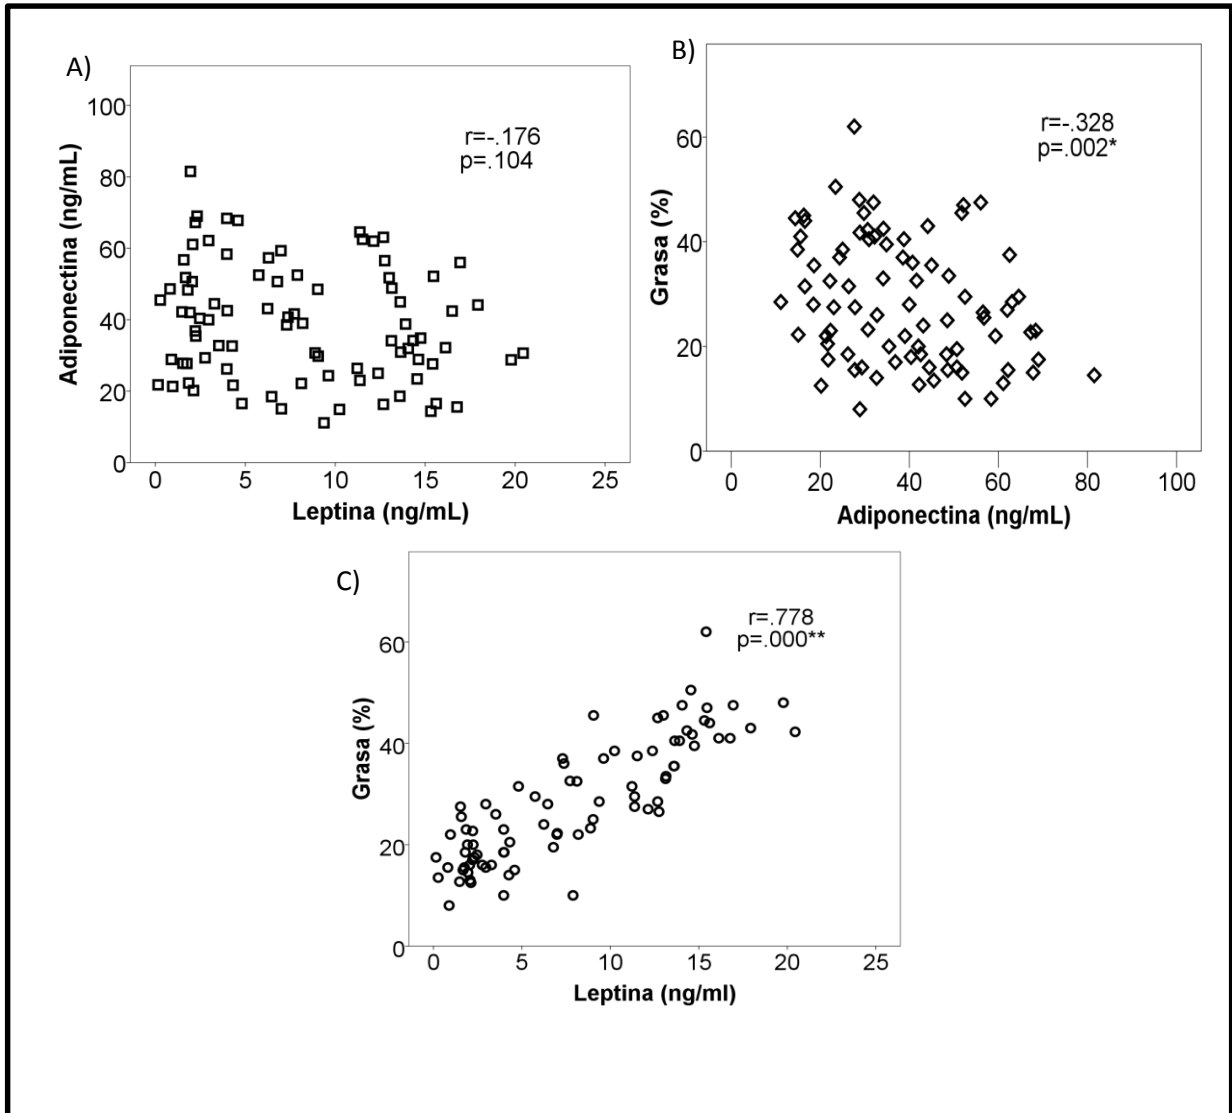 A)
Adiponectina (ng/mL)
100
80
60
40
20
0
r=-.176
p=.104
0 5 10 15 20 25
Leptina (ng/mL)
B)
Grasa (%)
60
40
20
0
r=-.328
p=.002*
0 20 40 60 80 100
Adiponectina (ng/mL)
C)
Grasa (%)
60
40
20
0
r=.778
p=.000**
0 5 10 15 20 25
Leptina (ng/ml)